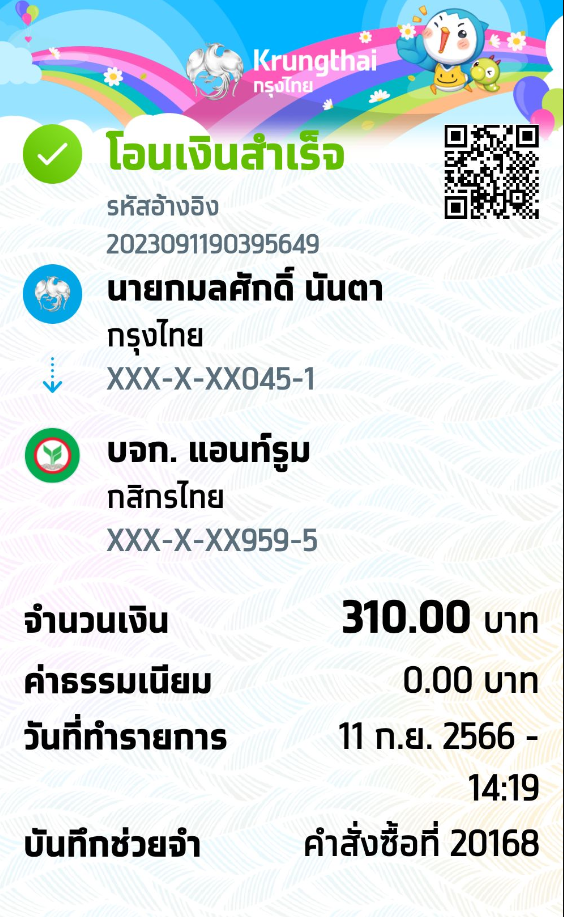 Krungthai
กรุงไทย
โอนเงินสำเร็จ
รหัสอ้างอิง
2023091190395649
นายกมลศักดิ์ นันตา
กรุงไทย
XXX-X-XX045-1
บจก. แอนท์รูม
กสิกรไทย
XXX-X-XX959-5
จำนวนเงิน 310.00 บาท
ค่าธรรมเนียม 0.00 บาท
วันที่ทำรายการ 11 ก.ย. 2566 -
14:19
บันทึกช่วยจำ คำสั่งซื้อที่ 20168